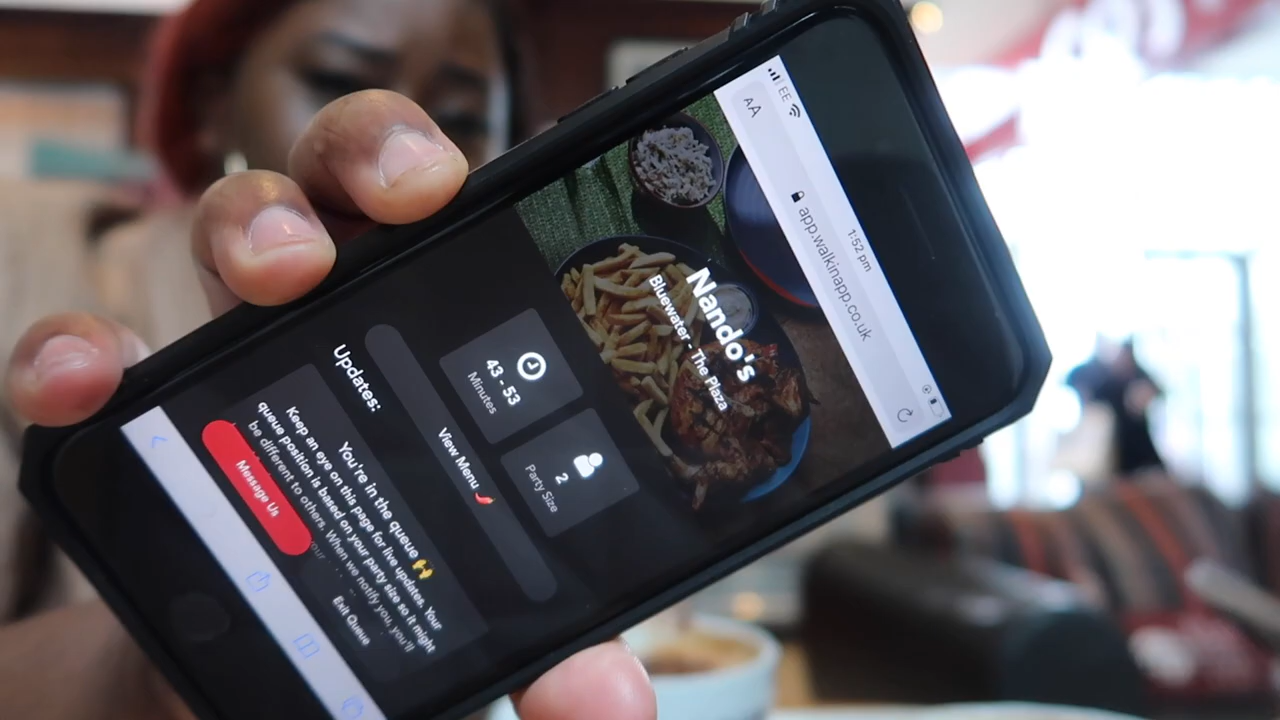 EE
1:52 pm
AA
app.walkinapp.co.uk
Nando's
Bluewater - The Plaza
43 - 53
Minutes
2
Party Size
View Menu 🌶️
Updates:
You're in the queue 🙌
Keep an eye on this page for live updates. Your
queue position is based on your party size so it might
be different to others. When we notify you, you'll
our
Message Us
Exit Queue